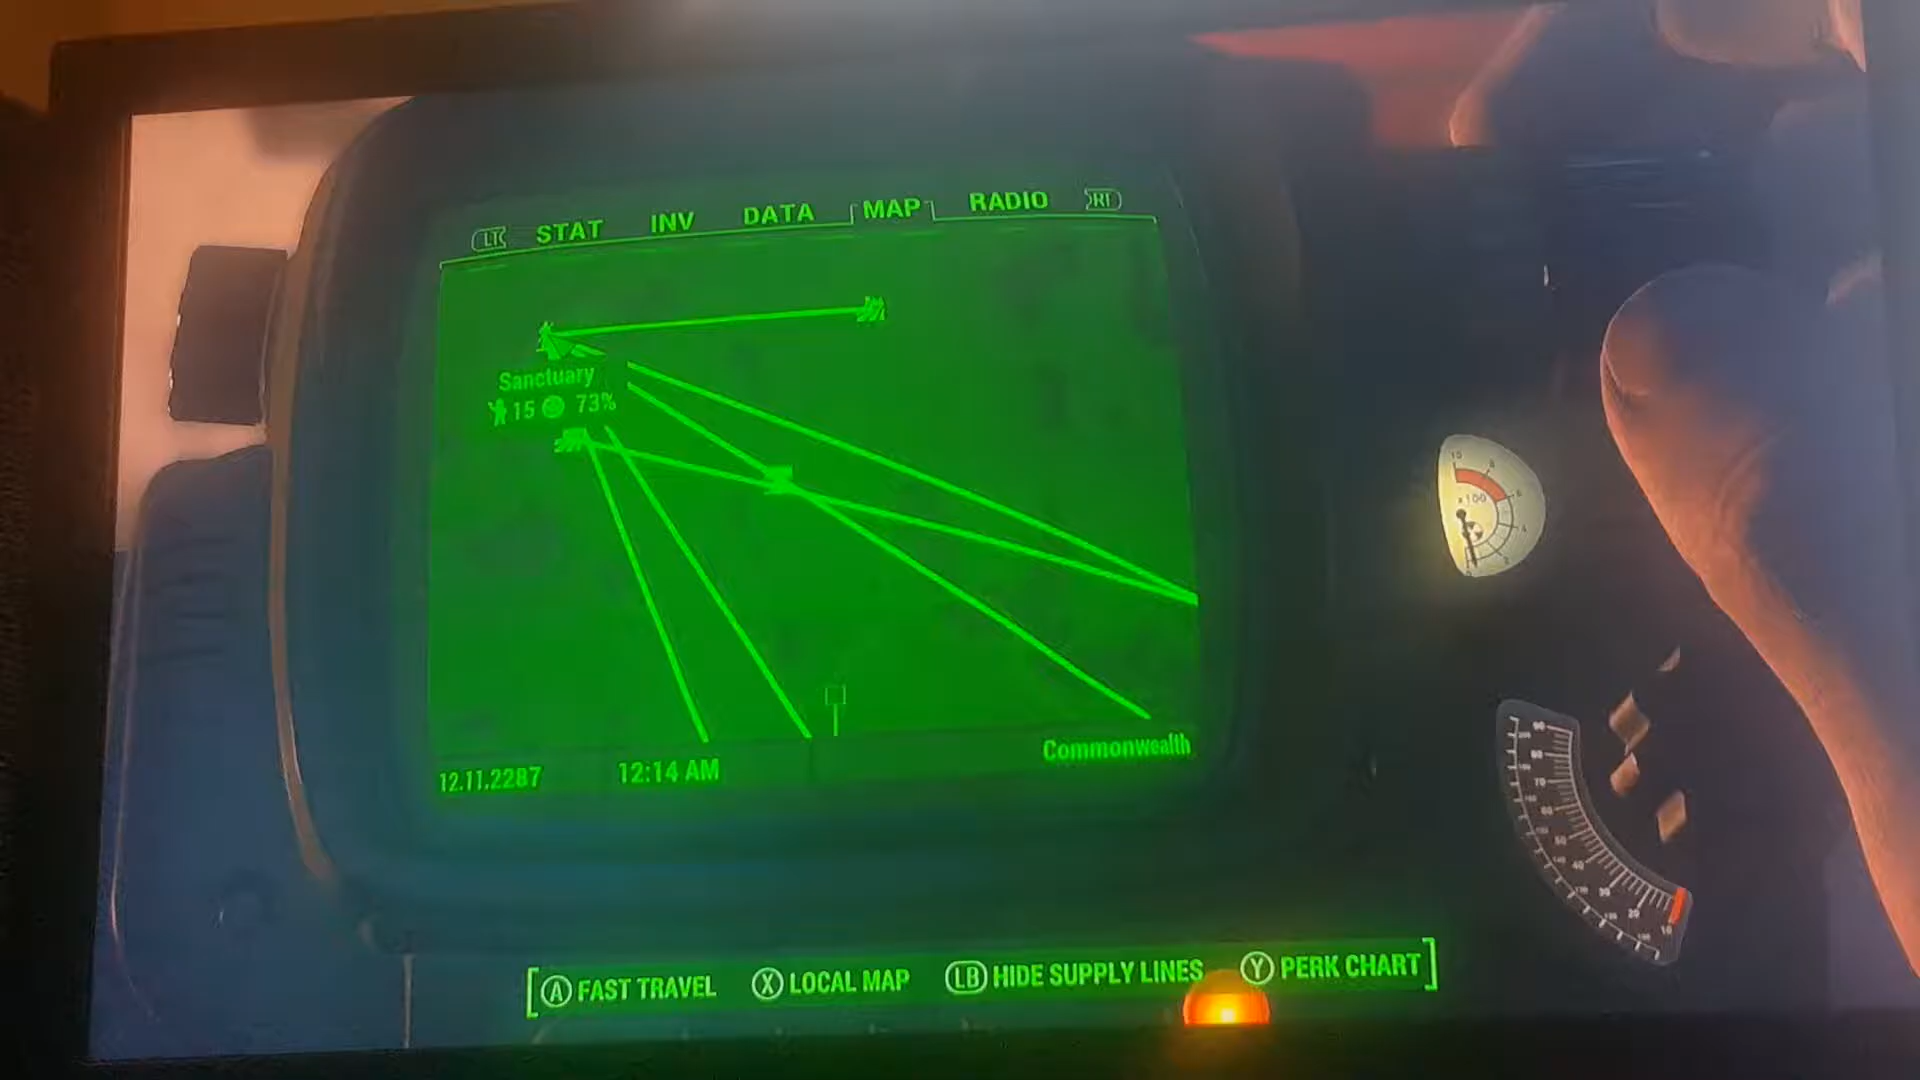 LT STAT INV DATA MAP RADIO RT
Sanctuary
15 73%
12.11.2287 12:14 AM Commonwealth
A FAST TRAVEL X LOCAL MAP LB HIDE SUPPLY LINES Y PERK CHART
x100